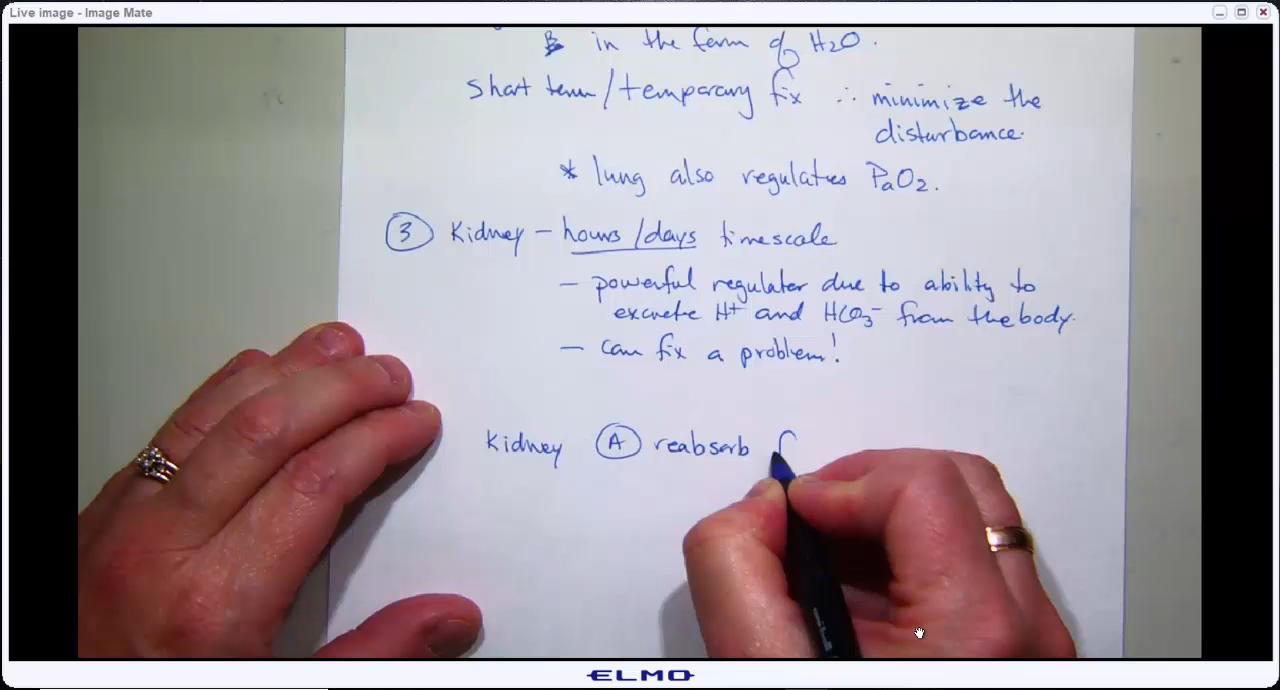 Live image - Image Mate
in the form of H2O.
Short term/temporary fix ∴ minimize the
disturbance.
* lung also regulates PaO2.
3 Kidney - hours/days timescale
- powerful regulator due to ability to
excrete H+ and HCO3- from the body.
- can fix a problem!
Kidney A reabsorb
ELMO